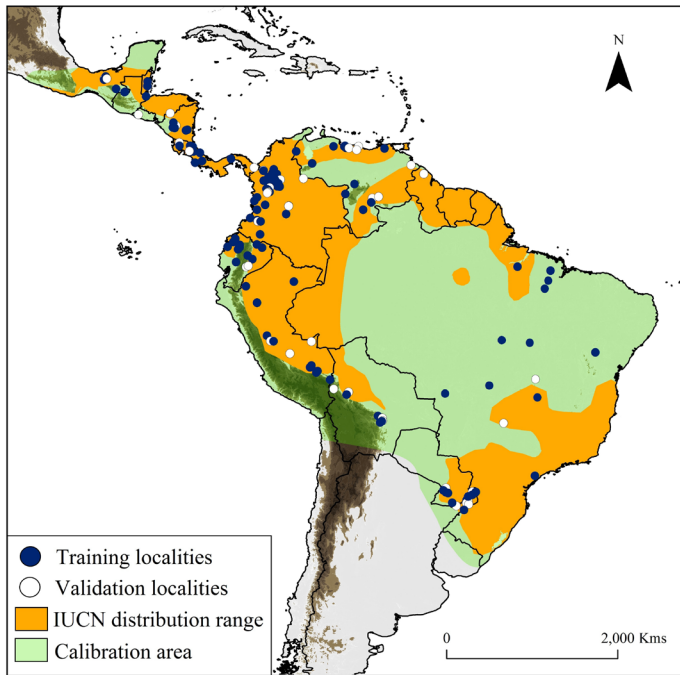 N
Training localities
Validation localities
IUCN distribution range
Calibration area
0
2,000 Kms